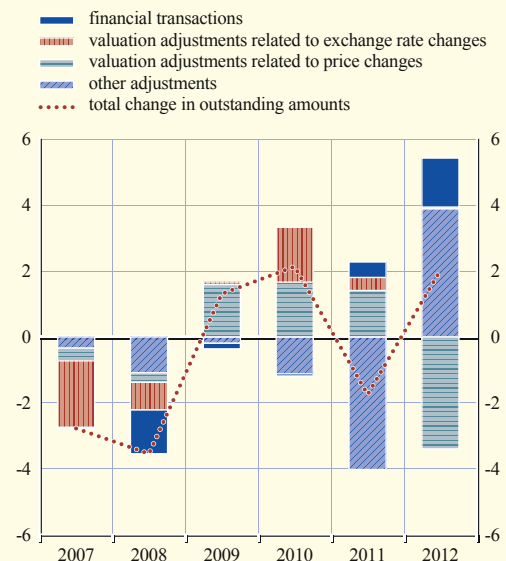 financial transactions
valuation adjustments related to exchange rate changes
valuation adjustments related to price changes
other adjustments
total change in outstanding amounts
6 6
4 4
2 2
0 0
-2 -2
-4 -4
-6 -6
2007 2008 2009 2010 2011 2012